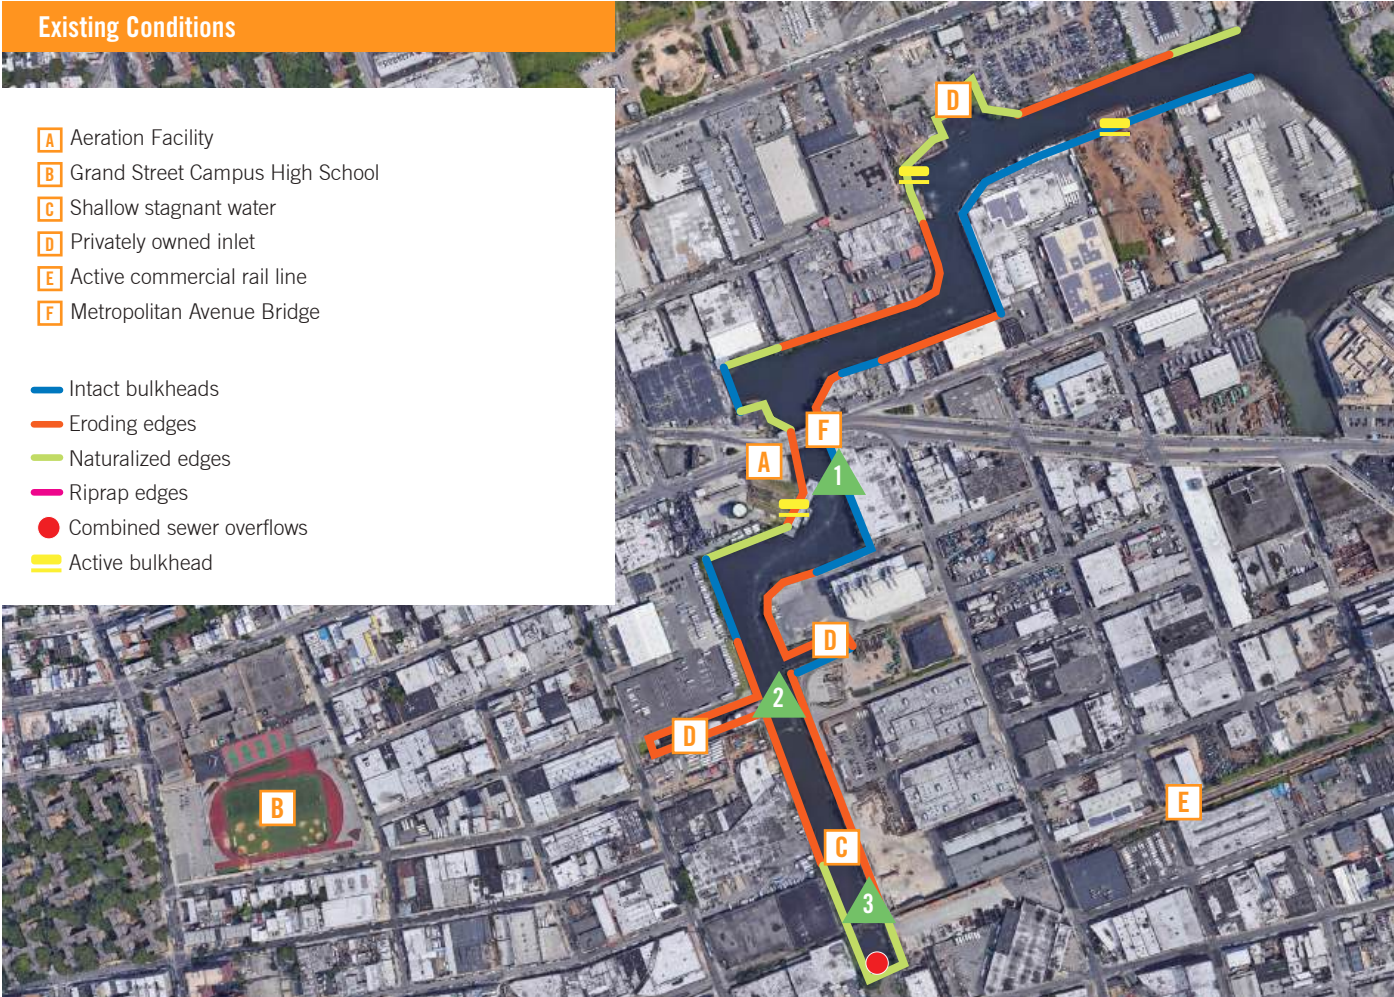 Existing Conditions
A Aeration Facility
B Grand Street Campus High School
C Shallow stagnant water
D Privately owned inlet
E Active commercial rail line
F Metropolitan Avenue Bridge
Intact bulkheads
Eroding edges
Naturalized edges
Riprap edges
Combined sewer overflows
Active bulkhead
D
F
A
1
D
2
D
E
B
C
3